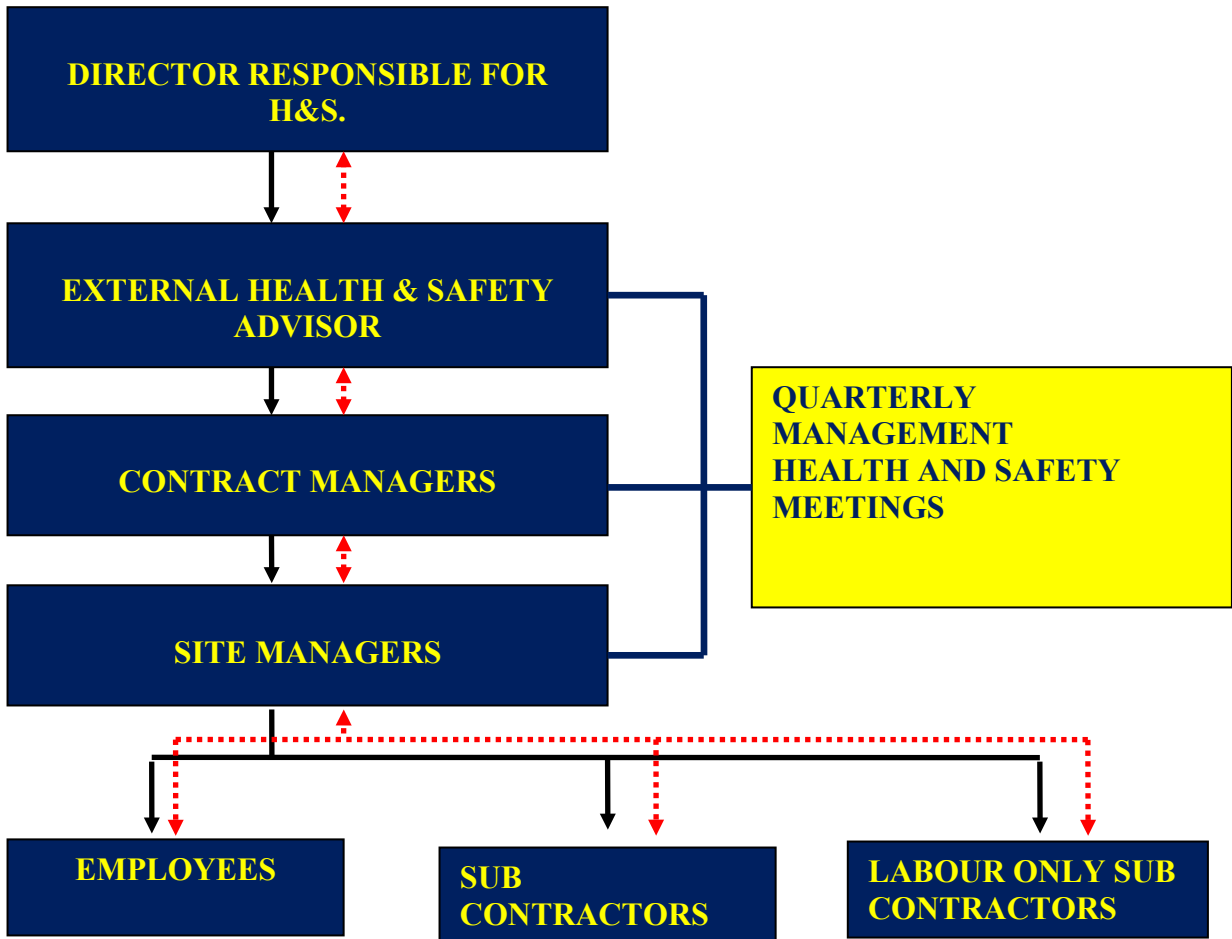 DIRECTOR RESPONSIBLE FOR
H&S.
EXTERNAL HEALTH & SAFETY
ADVISOR
CONTRACT MANAGERS
SITE MANAGERS
QUARTERLY
MANAGEMENT
HEALTH AND SAFETY
MEETINGS
EMPLOYEES
SUB
CONTRACTORS
LABOUR ONLY SUB
CONTRACTORS